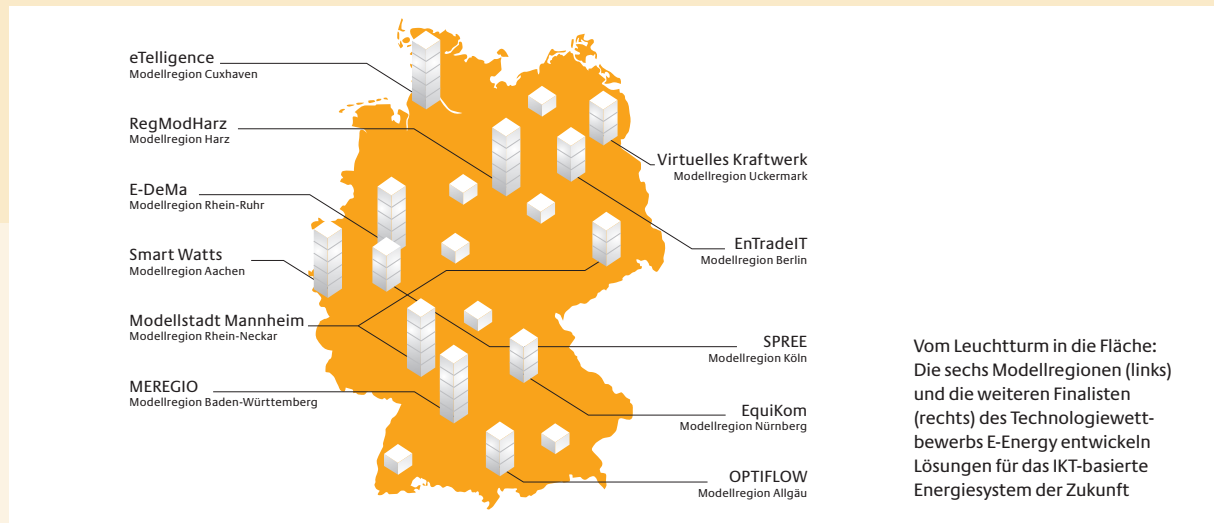 eTelligence
Modellregion Cuxhaven
RegModHarz
Modellregion Harz
E-DeMa
Modellregion Rhein-Ruhr
Smart Watts
Modellregion Aachen
Modellstadt Mannheim
Modellregion Rhein-Neckar
MEREGIO
Modellregion Baden-Württemberg
Virtuelles Kraftwerk
Modellregion Uckermark
EnTradeIT
Modellregion Berlin
SPREE
Modellregion Köln
EquiKom
Modellregion Nürnberg
OPTIFLOW
Modellregion Allgäu
Vom Leuchtturm in die Fläche:
Die sechs Modellregionen (links)
und die weiteren Finalisten
(rechts) des Technologiewett-
bewerbs E-Energy entwickeln
Lösungen für das IKT-basierte
Energiesystem der Zukunft